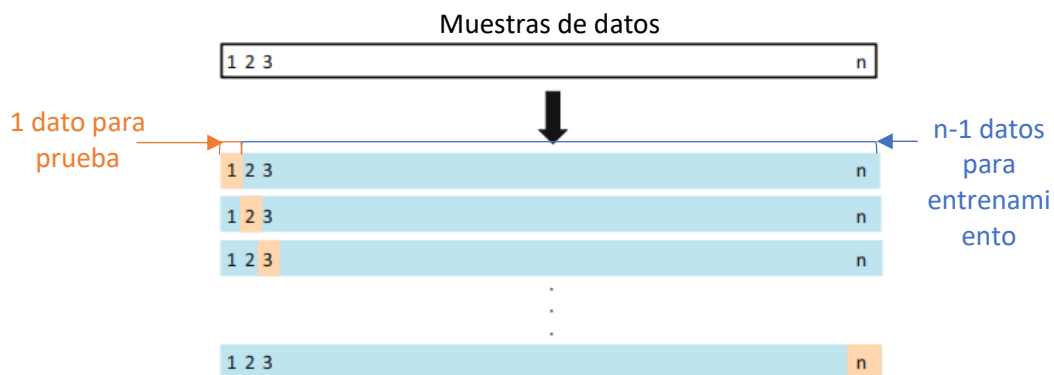 Muestras de datos
1 2 3 n
1 dato para
prueba
n-1 datos
para
entrenami
ento
1 2 3 n
1 2 3 n
1 2 3 n
.
.
.
1 2 3 n